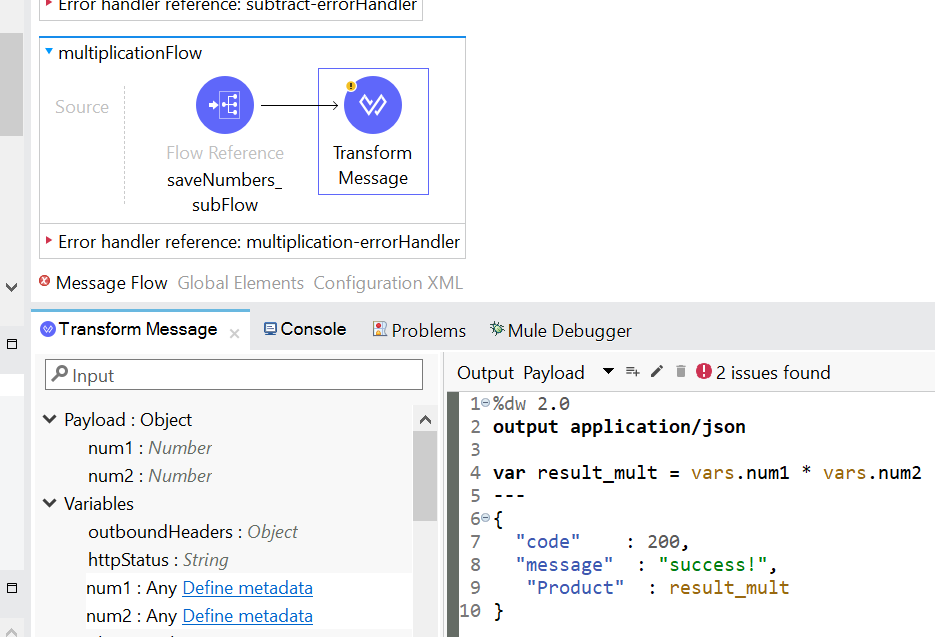 Error handler reference: subtract-errorHandler
multiplicationFlow
Source
Flow Reference
saveNumbers_
subFlow
Transform
Message
Error handler reference: multiplication-errorHandler
Message Flow Global Elements Configuration XML
Transform Message Console Problems Mule Debugger
Input
Payload : Object
num1 : Number
num2 : Number
Variables
outboundHeaders : Object
httpStatus : String
num1 : Any Define metadata
num2 : Any Define metadata
Output Payload 2 issues found
1 %dw 2.0
2 output application/json
3
4 var result_mult = vars.num1 * vars.num2
5 ---
6 {
7 "code" : 200,
8 "message" : "success!",
9 "Product" : result_mult
10 }